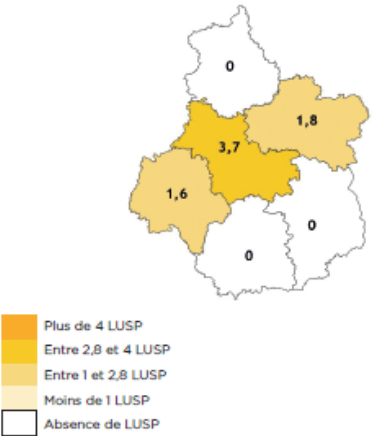 0
1,8
3,7
1,6
0
0
Plus de 4 LUSP
Entre 2,8 et 4 LUSP
Entre 1 et 2,8 LUSP
Moins de 1 LUSP
Absence de LUSP